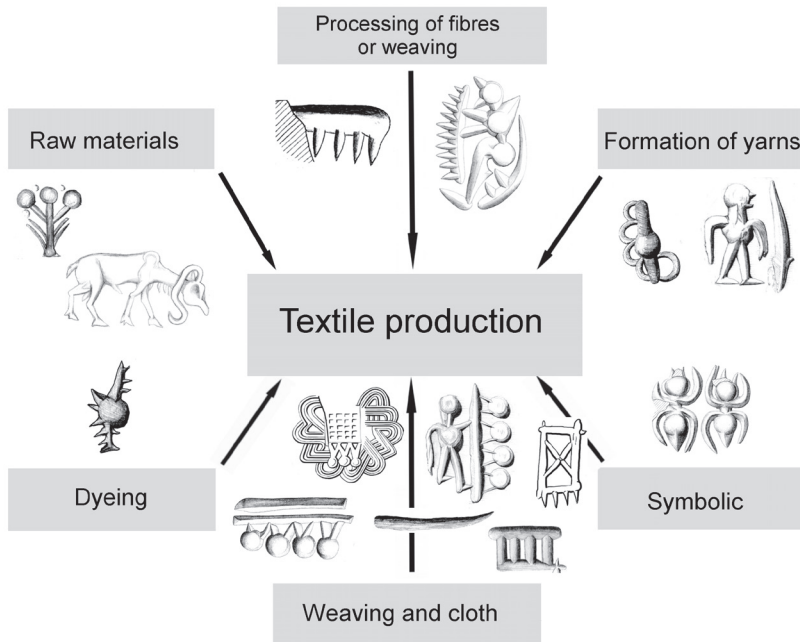 Processing of fibres
or weaving
Raw materials
Formation of yarns
Textile production
Dyeing
Symbolic
Weaving and cloth